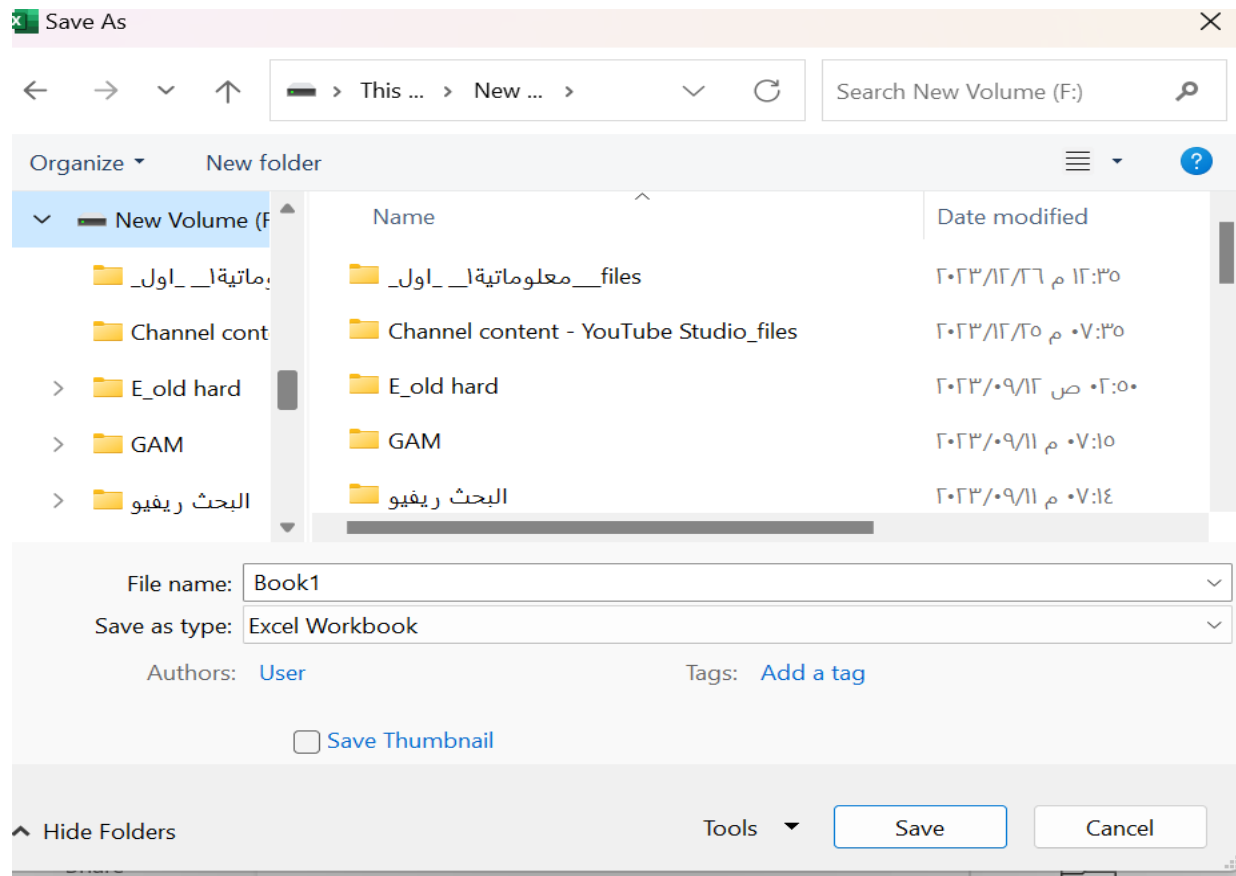 Save As
This ... New ...
Search New Volume (F:)
Organize New folder
New Volume (F
Name Date modified
وماتية١__ _اول_
files___معلوماتية١__ _اول_ ٢٠٢٣/١٢/٢٦ م ١٢:٣٥
Channel cont
Channel content - YouTube Studio_files ٢٠٢٣/١٢/٢٥ م ٠٧:٣٥
E_old hard
E_old hard ٢٠٢٣/٠٩/١٢ ص ٠٢:٥٠
GAM
GAM ٢٠٢٣/٠٩/١١ م ٠٧:١٥
البحث ريفيو
البحث ريفيو ٢٠٢٣/٠٩/١١ م ٠٧:١٤
File name: Book1
Save as type: Excel Workbook
Authors: User Tags: Add a tag
Save Thumbnail
Hide Folders Tools Save Cancel